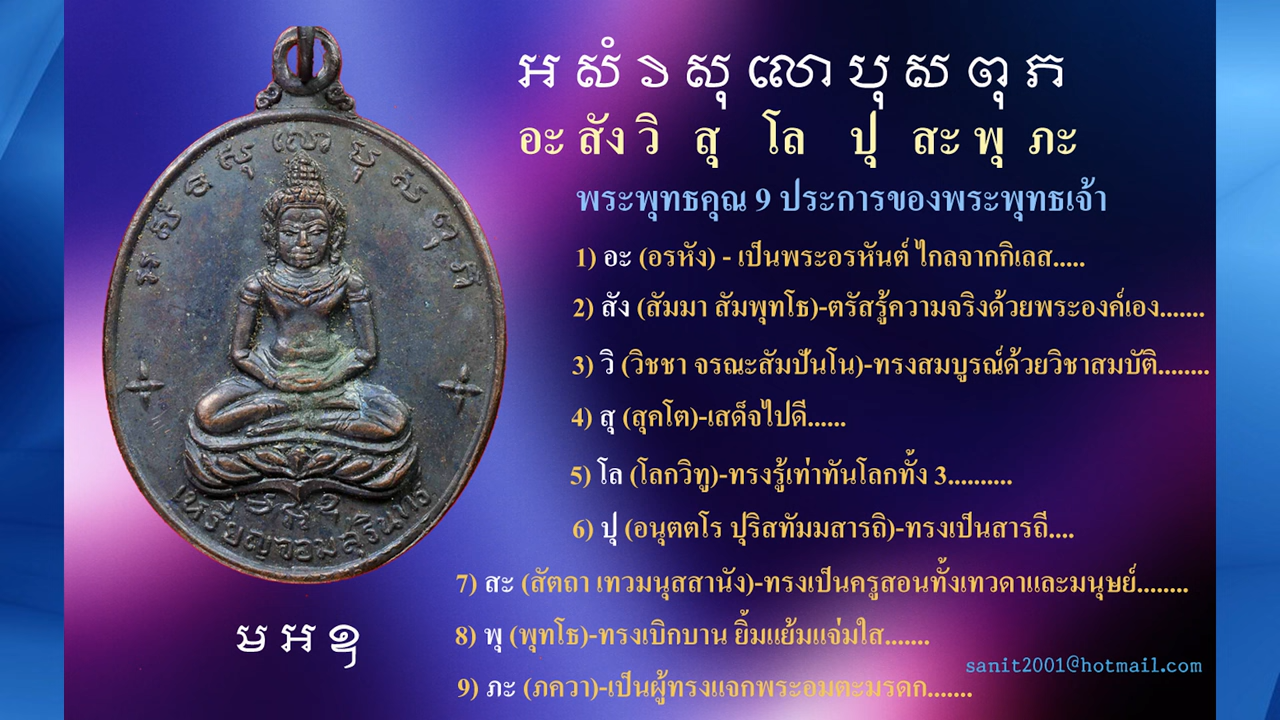 អ សំ ខ សុ លោ បុ ស ពុ ភ
อะ สัง วิ สุ โล ปุ สะ พุ ภะ
พระพุทธคุณ 9 ประการของพระพุทธเจ้า
1) อะ (อรหัง) - เป็นพระอรหันต์ ไกลจากกิเลส.....
2) สัง (สัมมา สัมพุทโธ)-ตรัสรู้ความจริงด้วยพระองค์เอง.......
3) วิ (วิชชา จรณะสัมปันโน)-ทรงสมบูรณ์ด้วยวิชาสมบัติ........
4) สุ (สุคโต)-เสด็จไปดี......
5) โล (โลกวิทู)-ทรงรู้เท่าทันโลกทั้ง 3..........
6) ปุ (อนุตตโร ปุริสทัมมสารถิ)-ทรงเป็นสารถี....
7) สะ (สัตถา เทวมนุสสานัง)-ทรงเป็นครูสอนทั้งเทวดาและมนุษย์........
8) พุ (พุทโธ)-ทรงเบิกบาน ยิ้มแย้มแจ่มใส.......
9) ภะ (ภควา)-เป็นผู้ทรงแจกพระอมตะมรดก.......
เหรียญจอมสุรินทร์
ម អ ឧ
sanit2001@hotmail.com